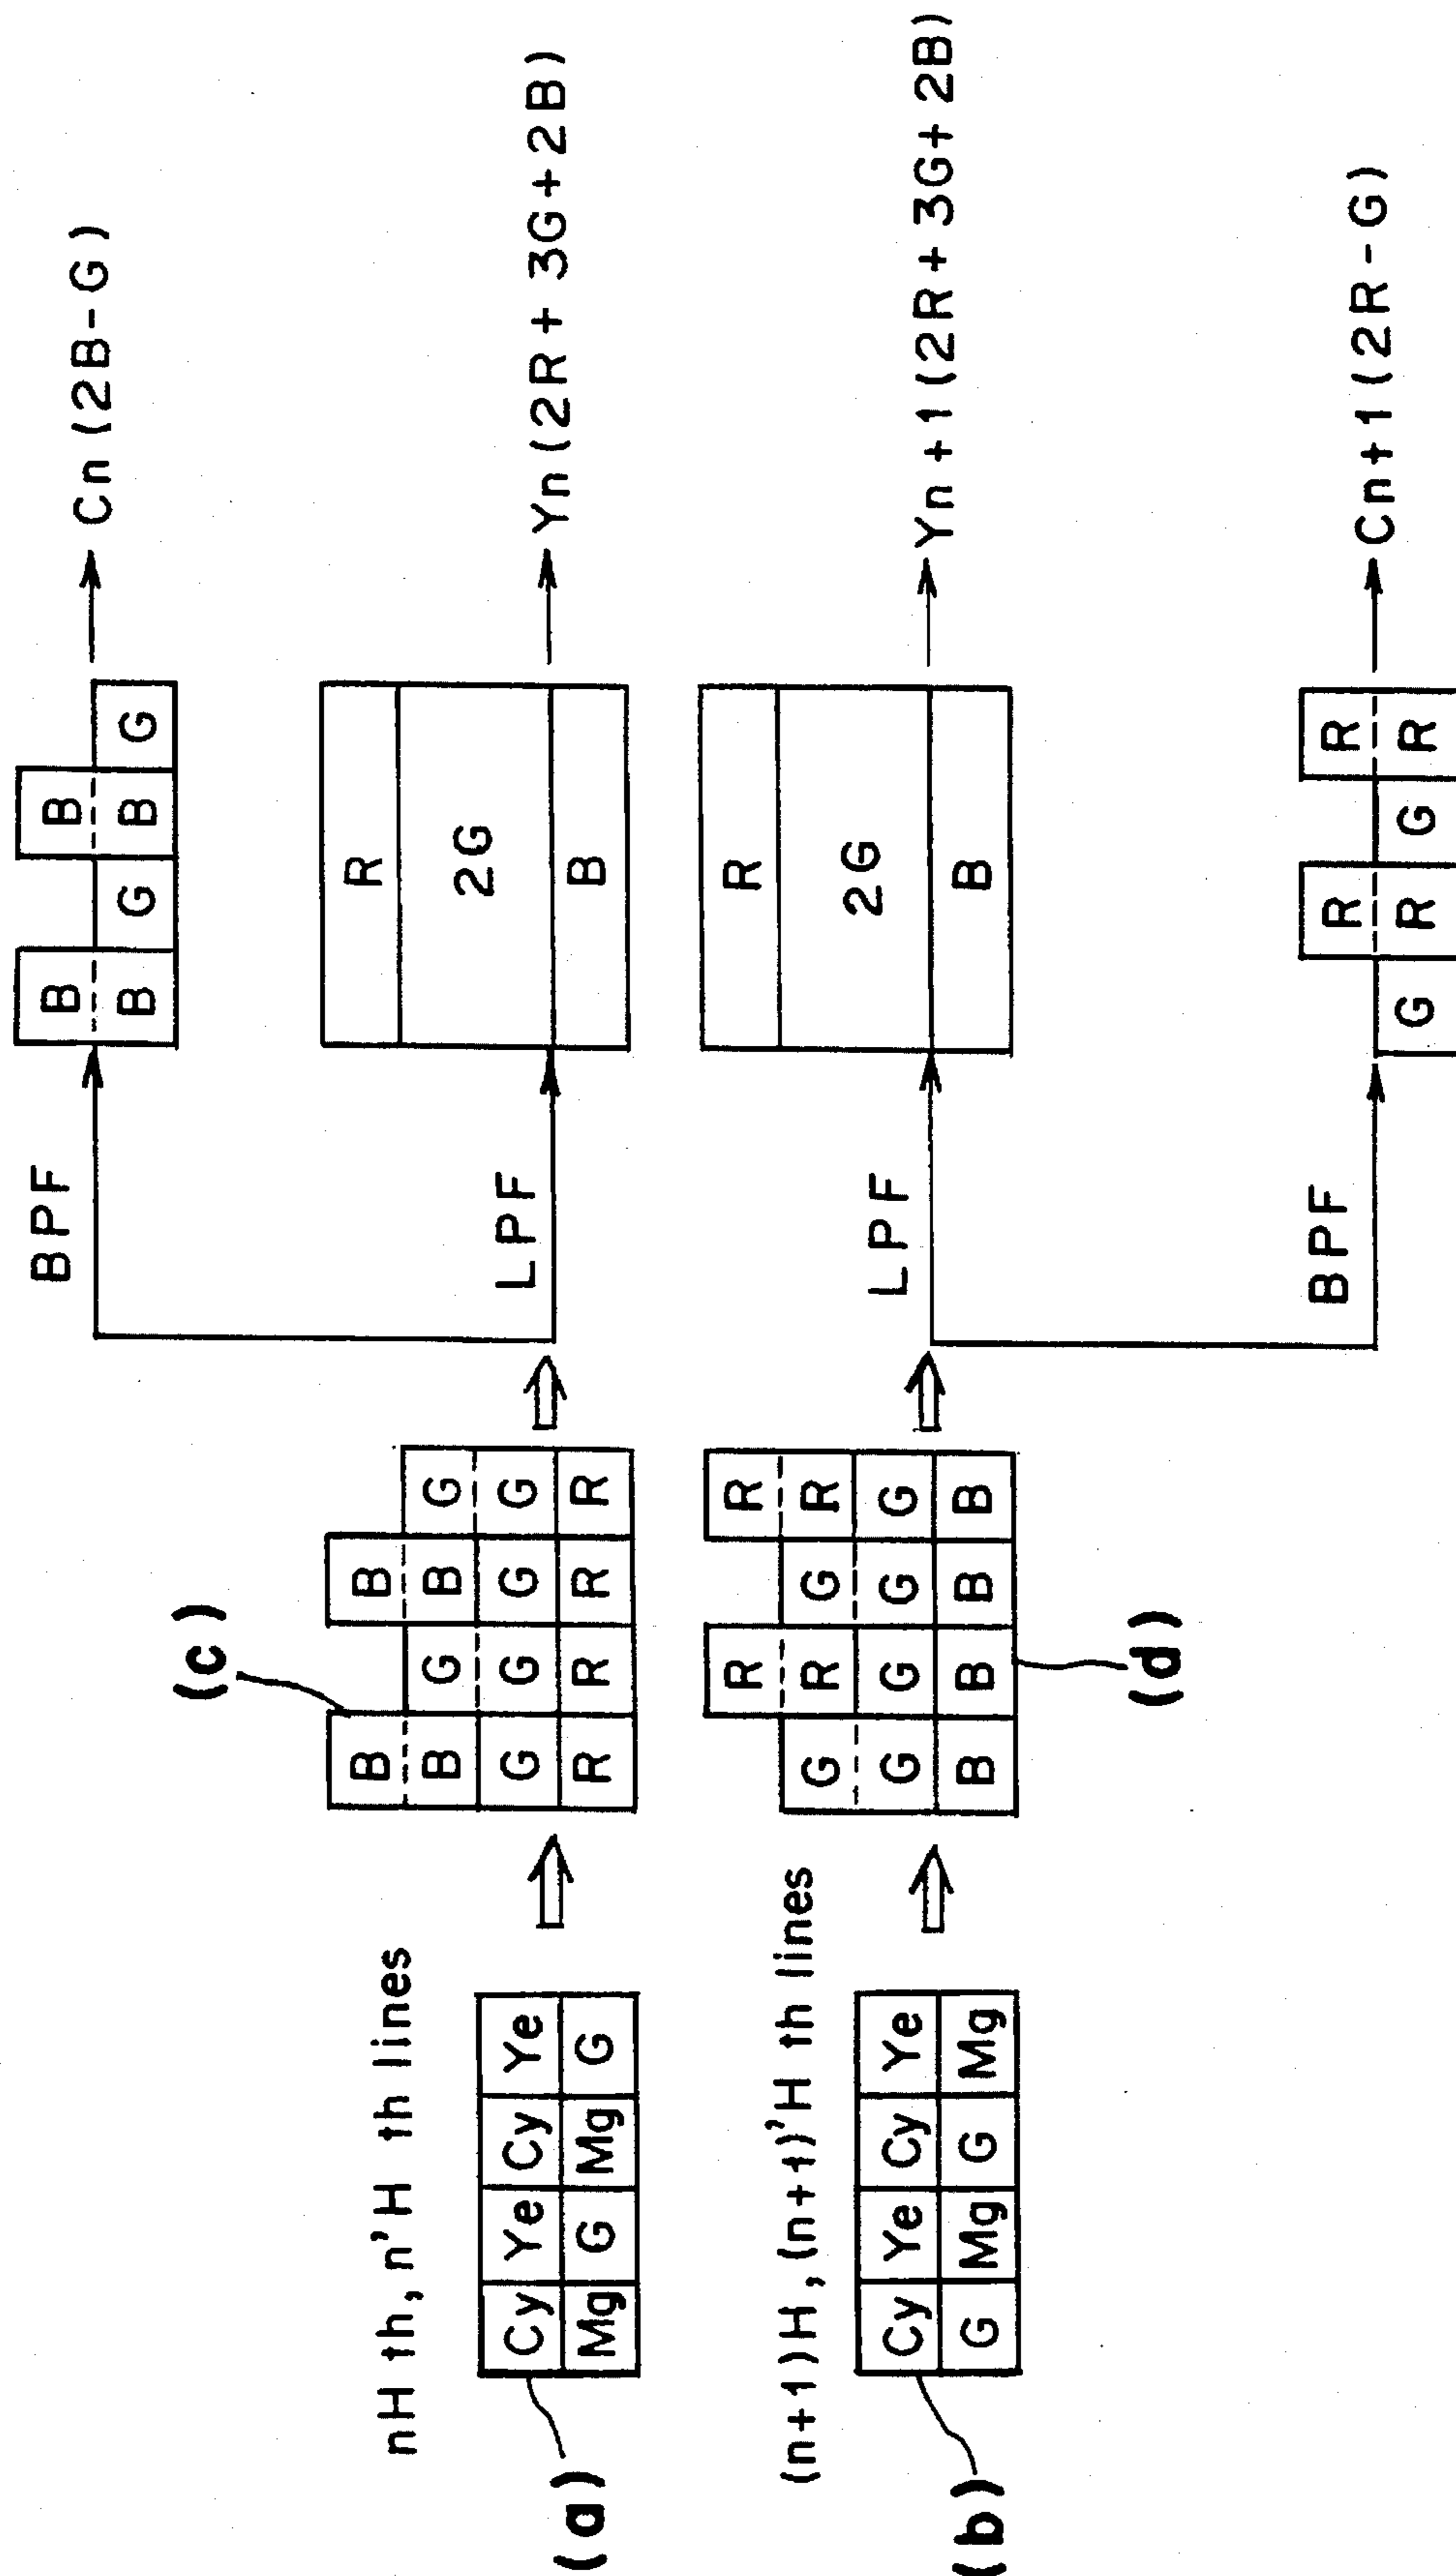 nH th, n'H th lines
(a)
Cy Ye Cy Ye
Mg G Mg G
(c)
B B
B G B G
G G G G
R R R R
BPF
B B
B G B G
Cn (2B-G)
LPF
R
2G
B
Yn (2R+3G+2B)
(n+1)H, (n+1)'H th lines
(b)
Cy Ye Cy Ye
G Mg G Mg
(d)
R R
G R G R
G G G G
B B B B
LPF
R
2G
B
Yn+1 (2R+3G+2B)
BPF
R R
G R G R
Cn+1 (2R-G)